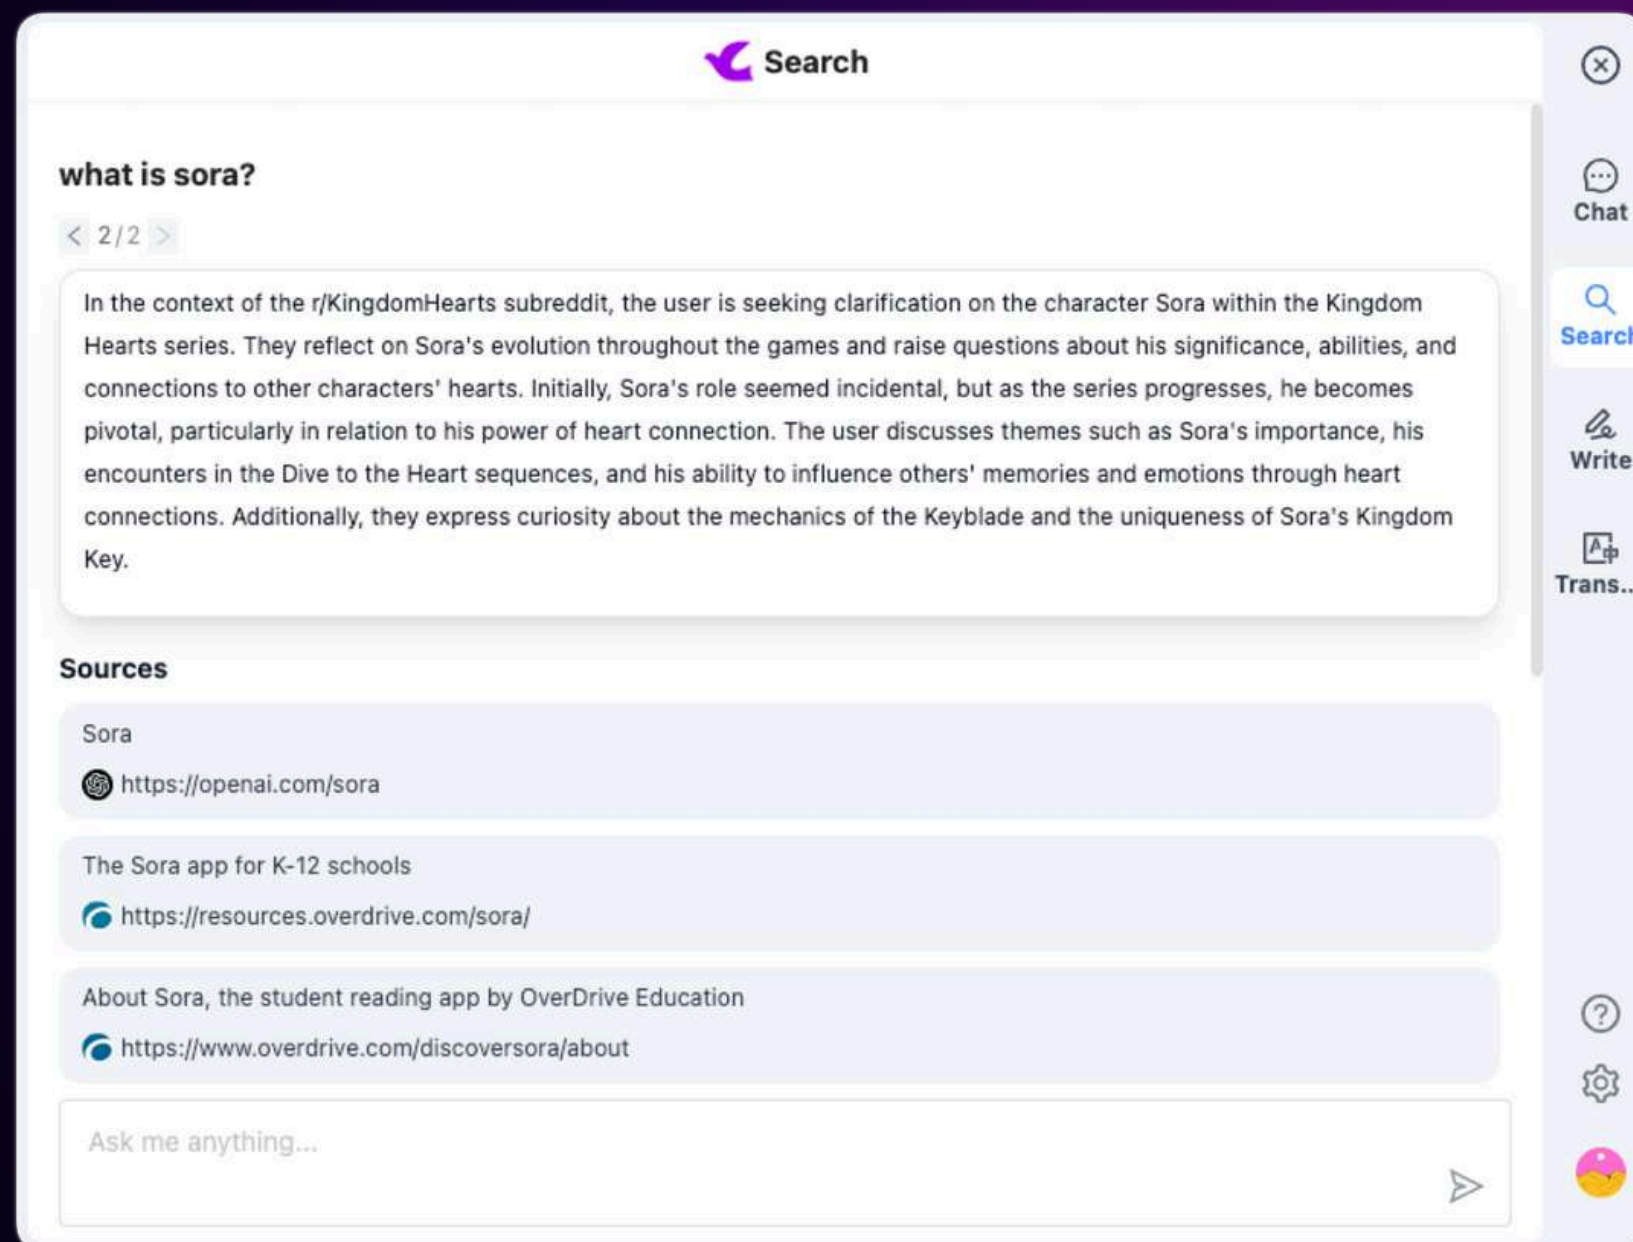 Search
what is sora?
< 2/2 >
In the context of the r/KingdomHearts subreddit, the user is seeking clarification on the character Sora within the Kingdom
Hearts series. They reflect on Sora's evolution throughout the games and raise questions about his significance, abilities, and
connections to other characters' hearts. Initially, Sora's role seemed incidental, but as the series progresses, he becomes
pivotal, particularly in relation to his power of heart connection. The user discusses themes such as Sora's importance, his
encounters in the Dive to the Heart sequences, and his ability to influence others' memories and emotions through heart
connections. Additionally, they express curiosity about the mechanics of the Keyblade and the uniqueness of Sora's Kingdom
Key.
Sources
Sora
https://openai.com/sora
The Sora app for K-12 schools
https://resources.overdrive.com/sora/
About Sora, the student reading app by OverDrive Education
https://www.overdrive.com/discoversora/about
Ask me anything...
Chat
Search
Write
Trans..